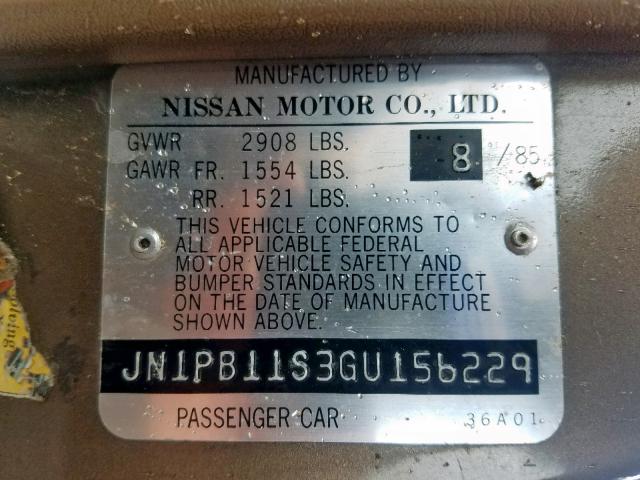 MANUFACTURED BY
NISSAN MOTOR CO., LTD.
GVWR 2908 LBS.
8 /85
GAWR FR. 1554 LBS.
RR. 1521 LBS.
THIS VEHICLE CONFORMS TO
ALL APPLICABLE FEDERAL
MOTOR VEHICLE SAFETY AND
BUMPER STANDARDS IN EFFECT
ON THE DATE OF MANUFACTURE
SHOWN ABOVE.
JN1PB11S3GU156229
PASSENGER CAR 36A01
olving